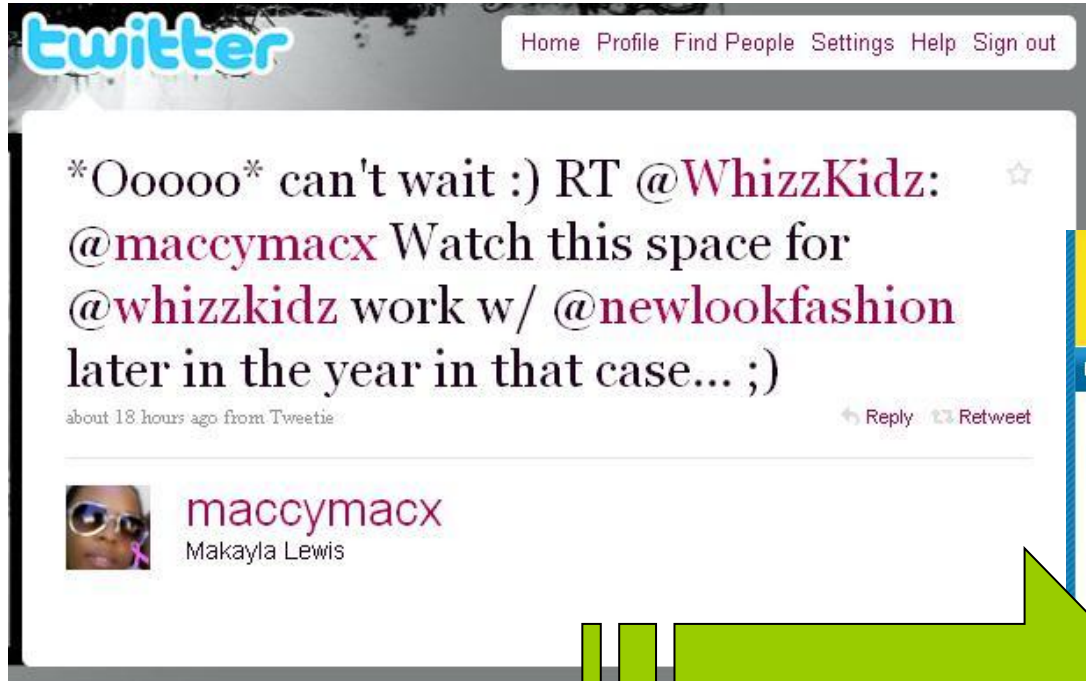 twitter
Home Profile Find People Settings Help Sign out
*Ooooo* can't wait :) RT @WhizzKidz:
@maccymacx Watch this space for
@whizzkidz work w/ @newlookfashion
later in the year in that case... ;)
about 18 hours ago from Tweetie
Reply Retweet
maccymacx
Makayla Lewis